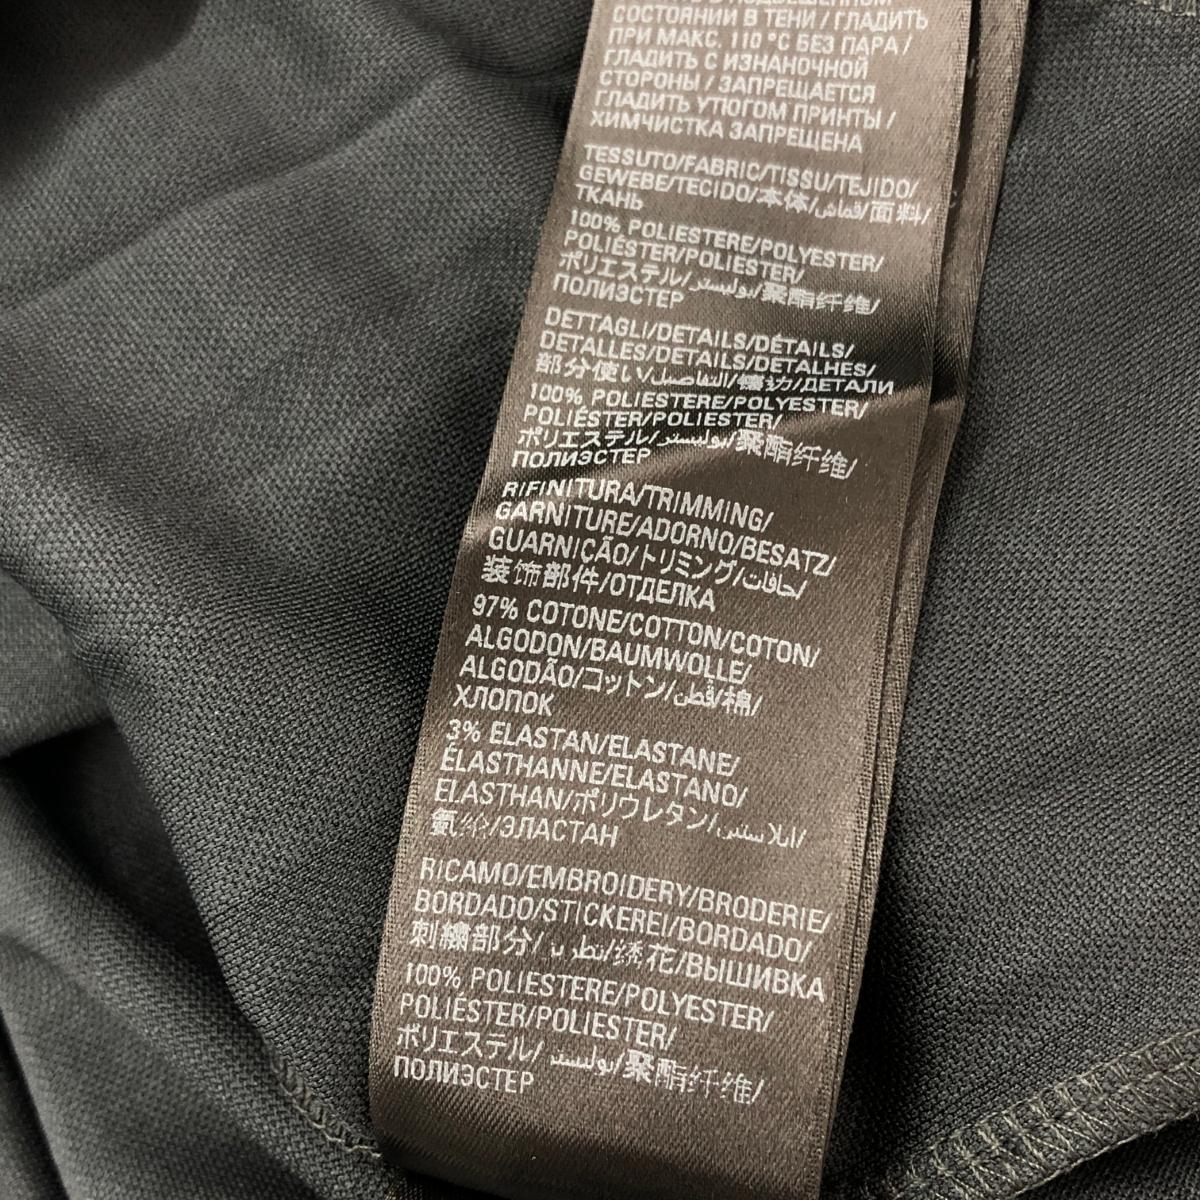 СОСТОЯНИИ В ТЕНИ / ГЛАДИТЬ
ПРИ МАКС. 110 °C БЕЗ ПАРА /
ГЛАДИТЬ С ИЗНАНОЧНОЙ
СТОРОНЫ / ЗАПРЕЩАЕТСЯ
ГЛАДИТЬ УТЮГОМ ПРИНТЫ /
ХИМЧИСТКА ЗАПРЕЩЕНА
TESSUTO/FABRIC/TISSU/TEJIDO/
GEWEBE/TECIDO/本体/قماش/面料/
ТКАНЬ
100% POLIESTERE/POLYESTER/
POLIÉSTER/POLIESTER/
ポリエステル/بوليستر/聚酯纤维/
ПОЛИЭСТЕР
DETTAGLI/DETAILS/DÉTAILS/
DETALLES/DETAILS/DETALHES/
部分使い/التفاصيل/镶边/ДЕТАЛИ
100% POLIESTERE/POLYESTER/
POLIÉSTER/POLIESTER/
ポリエステル/بوليستر/聚酯纤维/
ПОЛИЭСТЕР
RIFINITURA/TRIMMING/
GARNITURE/ADORNO/BESATZ/
GUARNIÇÃO/トリミング/حافات/
装饰部件/ОТДЕЛКА
97% COTONE/COTTON/COTON/
ALGODON/BAUMWOLLE/
ALGODÃO/コットン/قطن/棉/
ХЛОПОК
3% ELASTAN/ELASTANE/
ÉLASTHANNE/ELASTANO/
ELASTHAN/ポリウレタン/ايلاستين/
氨纶/ЭЛАСТАН
RICAMO/EMBROIDERY/BRODERIE/
BORDADO/STICKEREI/BORDADO/
刺繍部分/تطريز/绣花/ВЫШИВКА
100% POLIESTERE/POLYESTER/
POLIÉSTER/POLIESTER/
ポリエステル/بوليستر/聚酯纤维/
ПОЛИЭСТЕР